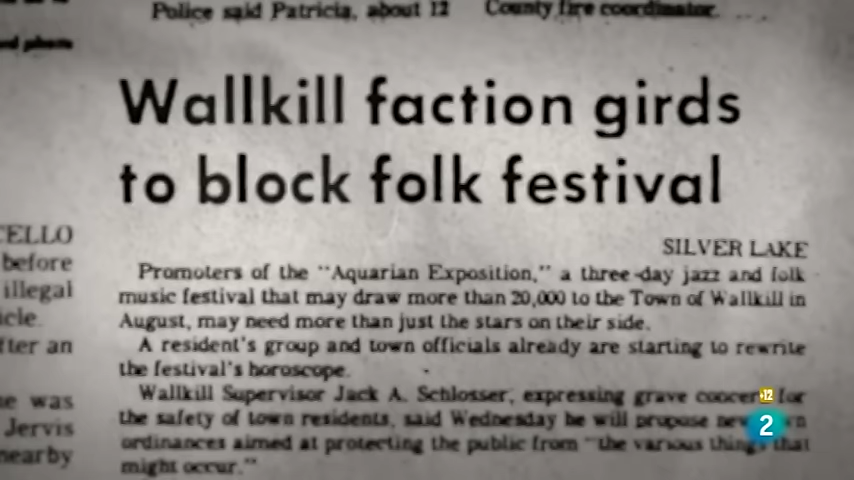 Police said Patricia, about 12
County fire coordinator.
Wallkill faction girds
to block folk festival
SILVER LAKE
Promoters of the "Aquarian Exposition," a three-day jazz and folk
music festival that may draw more than 20,000 to the Town of Wallkill in
August, may need more than just the stars on their side.
A resident's group and town officials already are starting to rewrite
the festival's horoscope.
Wallkill Supervisor Jack A. Schlosser, expressing grave concern for
the safety of town residents, said Wednesday he will propose new town
ordinances aimed at protecting the public from "the various things that
might occur."
CELLO
before
illegal
icle.
fter an
ne was
Jervis
nearby
+12
2